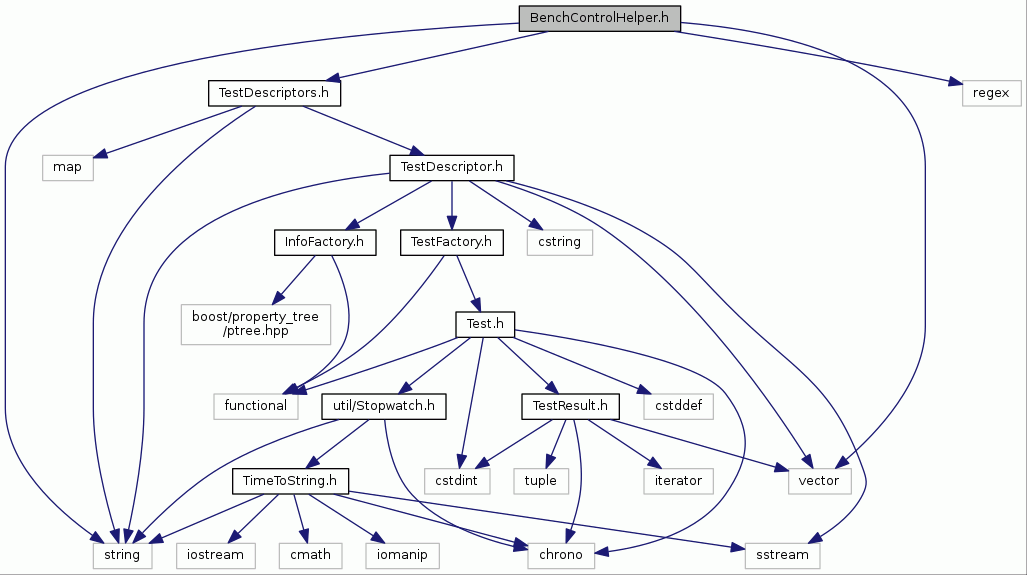 BenchControlHelper.h
TestDescriptors.h
regex
map
TestDescriptor.h
InfoFactory.h
TestFactory.h
cstring
boost/property_tree
/ptree.hpp
Test.h
functional
util/Stopwatch.h
TestResult.h
cstddef
TimeToString.h
cstdint
tuple
iterator
vector
string
iostream
cmath
iomanip
chrono
sstream